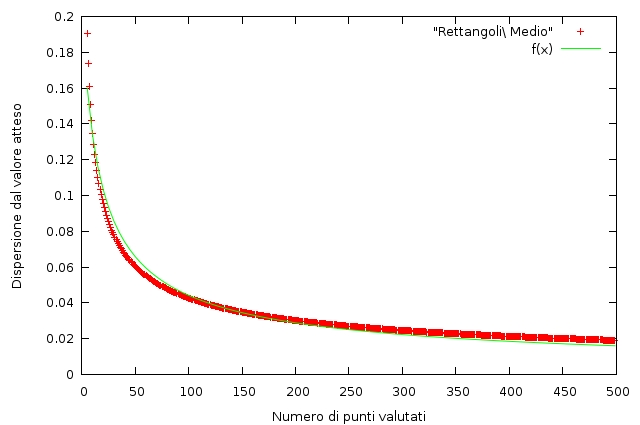 0.2
"Rettangoli\ Medio"
f(x)
0.18
0.16
0.14
0.12
0.1
0.08
0.06
0.04
0.02
0
0 50 100 150 200 250 300 350 400 450 500
Dispersione dal valore atteso
Numero di punti valutati